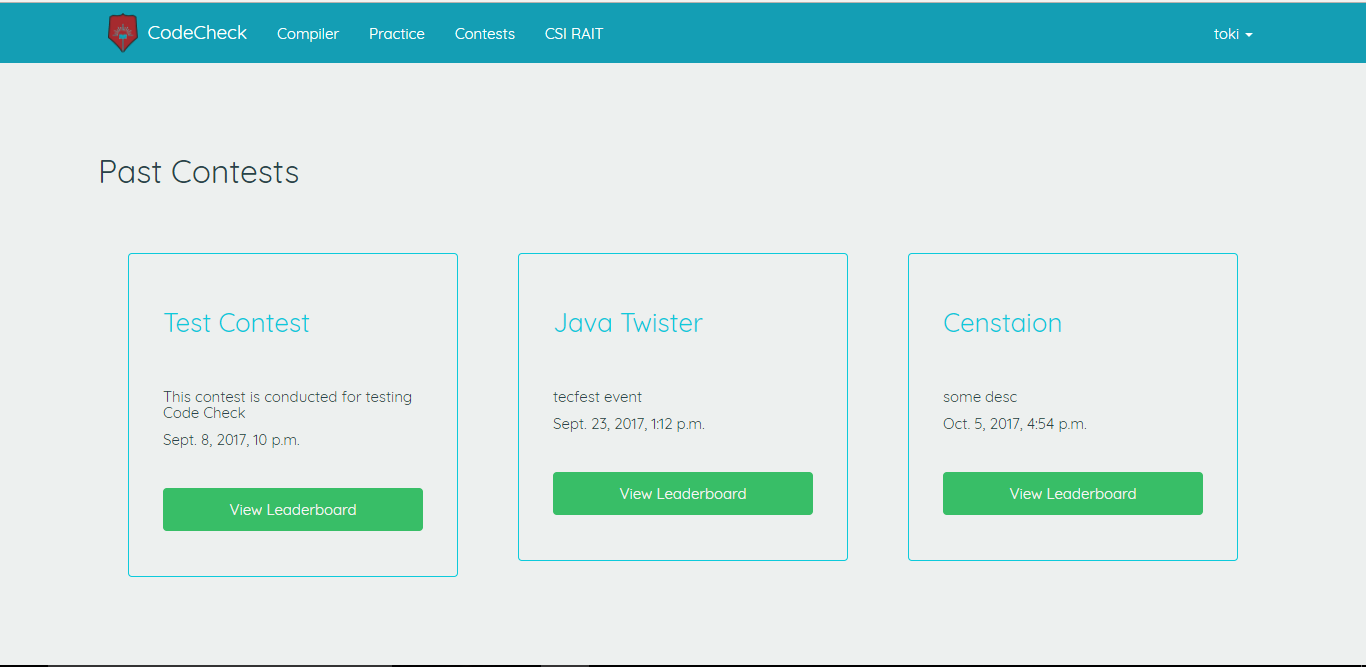 CodeCheck Compiler Practice Contests CSI RAIT toki
Past Contests
Test Contest
This contest is conducted for testing
Code Check
Sept. 8, 2017, 10 p.m.
View Leaderboard
Java Twister
tecfest event
Sept. 23, 2017, 1:12 p.m.
View Leaderboard
Censtaion
some desc
Oct. 5, 2017, 4:54 p.m.
View Leaderboard